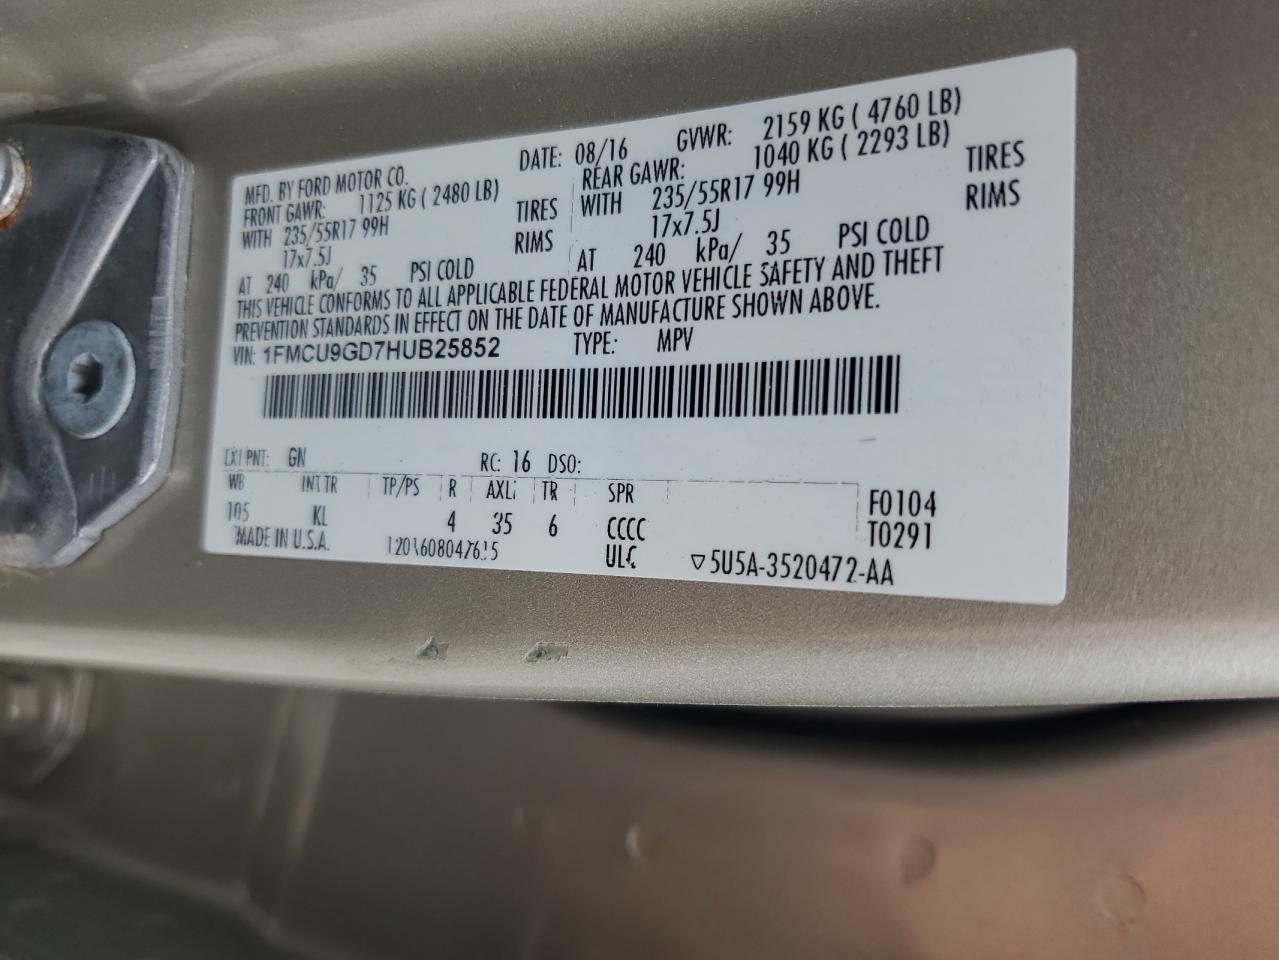 MFD. BY FORD MOTOR CO. DATE: 08/16 GVWR: 2159 KG ( 4760 LB)
FRONT GAWR: 1125 KG ( 2480 LB) REAR GAWR: 1040 KG ( 2293 LB)
WITH 235/55R17 99H TIRES WITH 235/55R17 99H TIRES
17x7.5J RIMS 17x7.5J RIMS
AT 240 kPa/ 35 PSI COLD AT 240 kPa/ 35 PSI COLD
THIS VEHICLE CONFORMS TO ALL APPLICABLE FEDERAL MOTOR VEHICLE SAFETY AND THEFT
PREVENTION STANDARDS IN EFFECT ON THE DATE OF MANUFACTURE SHOWN ABOVE.
VIN: 1FMCU9GD7HUB25852 TYPE: MPV
EXT PNT: GN RC: 16 DSO:
WB INT TR TP/PS R AXL TR SPR F0104
105 KL 4 35 6 CCCC T0291
MADE IN U.S.A. ULC ▽5U5A-3520472-AA